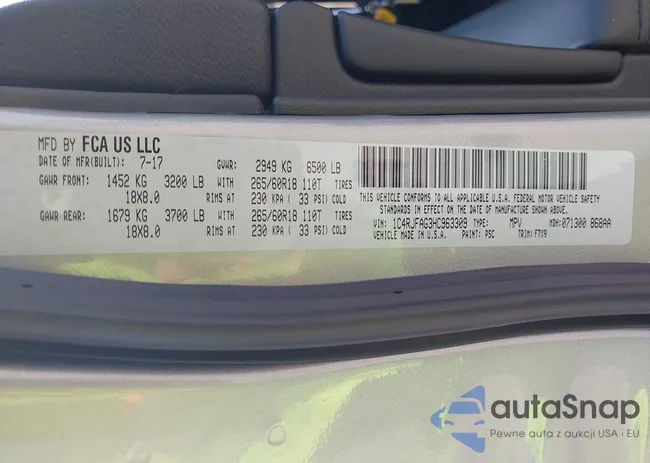 MFD BY FCA US LLC
DATE OF MFR(BUILT): 7-17 GVWR: 2949 KG 6500 LB
GAWR FRONT: 1452 KG 3200 LB WITH 265/60R18 110T TIRES
18X8.0 RIMS AT 230 KPA ( 33 PSI) COLD
GAWR REAR: 1679 KG 3700 LB WITH 265/60R18 110T TIRES
18X8.0 RIMS AT 230 KPA ( 33 PSI) COLD
THIS VEHICLE CONFORMS TO ALL APPLICABLE U.S.A. FEDERAL MOTOR VEHICLE SAFETY
STANDARDS IN EFFECT ON THE DATE OF MANUFACTURE SHOWN ABOVE.
VIN: 1C4RJFAG3HC963309 TYPE: MPV MDH: 071300 868AA
VEHICLE MADE IN U.S.A. PAINT: PSC TRIM: F7X9
autaSnap
Pewne auta z aukcji USA i EU